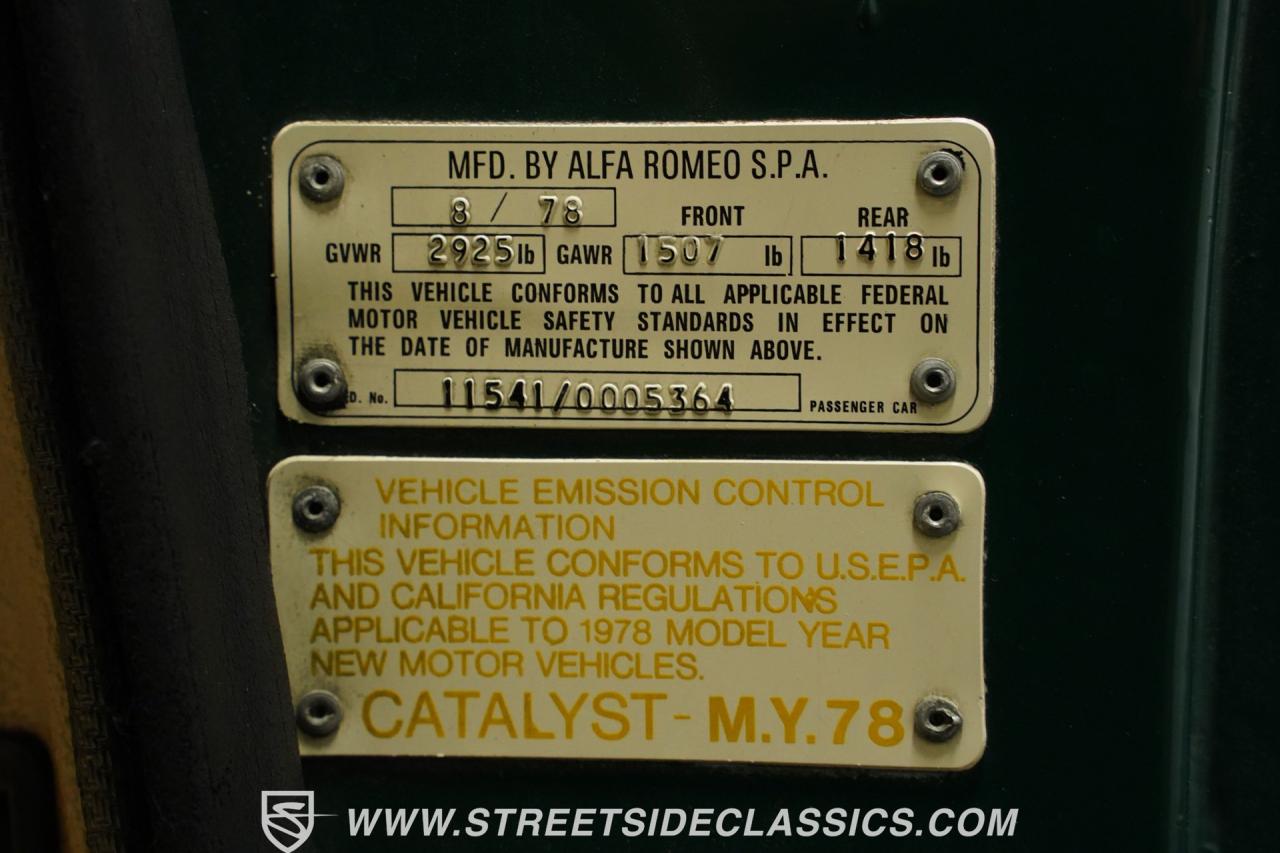 MFD. BY ALFA ROMEO S.P.A.
8 / 78 FRONT REAR
GVWR 2925 lb GAWR 1507 lb 1418 lb
THIS VEHICLE CONFORMS TO ALL APPLICABLE FEDERAL
MOTOR VEHICLE SAFETY STANDARDS IN EFFECT ON
THE DATE OF MANUFACTURE SHOWN ABOVE.
No. 11541/0005364 PASSENGER CAR
VEHICLE EMISSION CONTROL
INFORMATION
THIS VEHICLE CONFORMS TO U.S.E.P.A.
AND CALIFORNIA REGULATIONS
APPLICABLE TO 1978 MODEL YEAR
NEW MOTOR VEHICLES.
CATALYST - M.Y.78
WWW.STREETSIDECLASSICS.COM